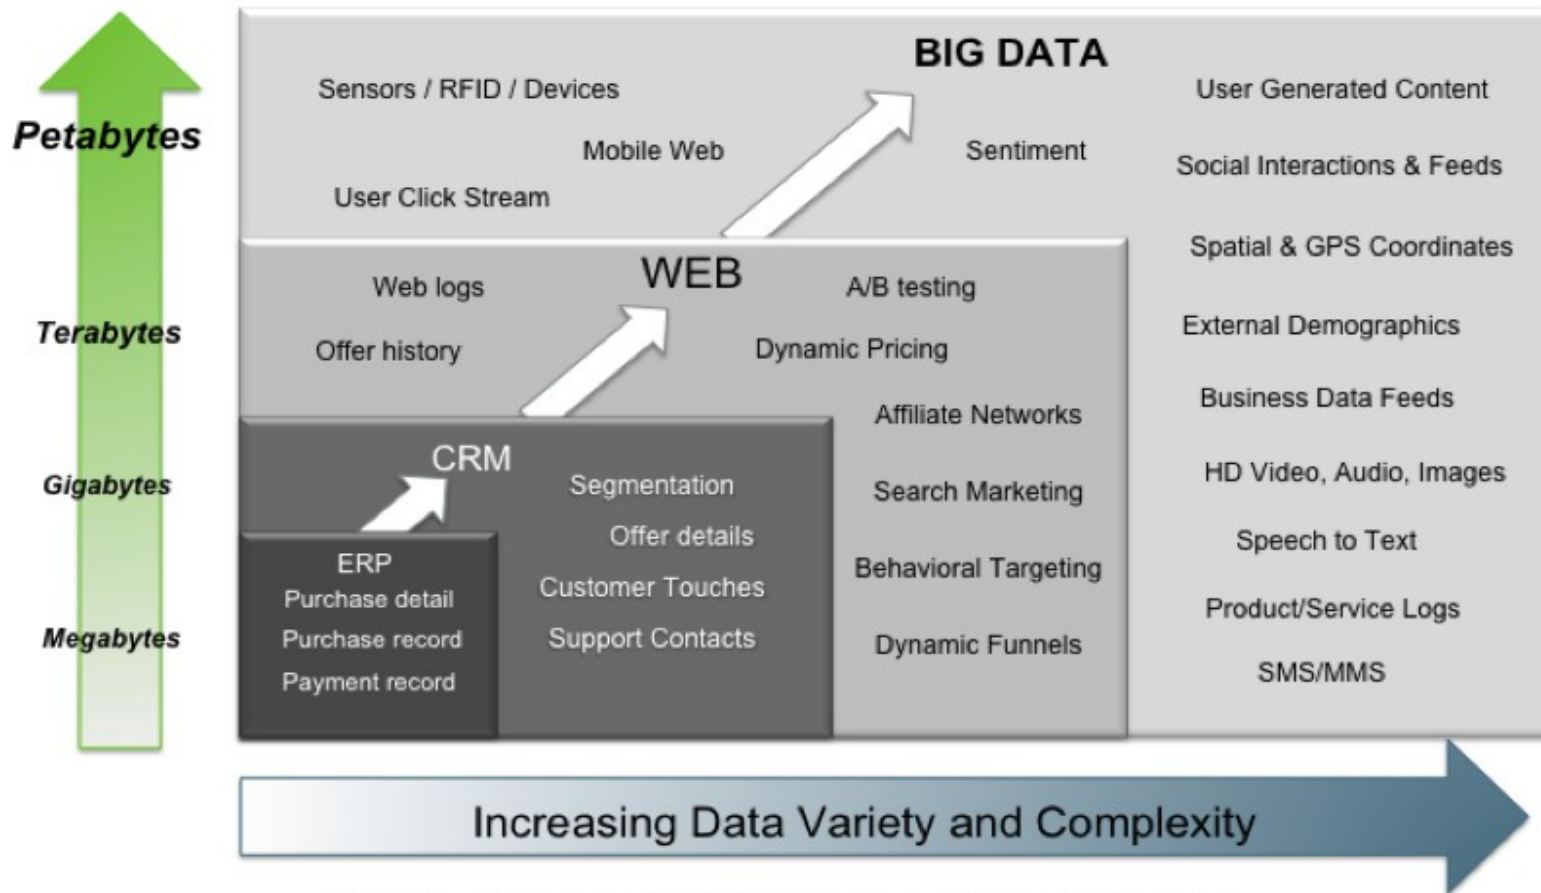 BIG DATA
Sensors / RFID / Devices
User Generated Content
Petabytes
Mobile Web
Sentiment
Social Interactions & Feeds
User Click Stream
Spatial & GPS Coordinates
WEB
Web logs
A/B testing
Terabytes
External Demographics
Offer history
Dynamic Pricing
Business Data Feeds
Affiliate Networks
CRM
HD Video, Audio, Images
Gigabytes
Segmentation
Search Marketing
Offer details
Speech to Text
ERP
Behavioral Targeting
Purchase detail
Customer Touches
Product/Service Logs
Megabytes
Purchase record
Support Contacts
Dynamic Funnels
SMS/MMS
Payment record
Increasing Data Variety and Complexity